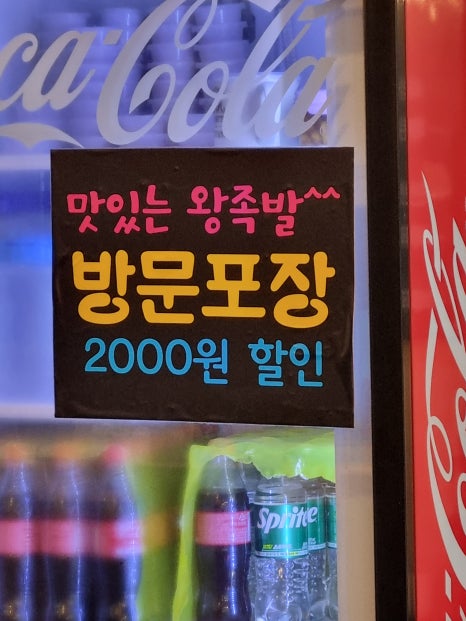 ca-Cola
맛있는 왕족발^^
방문포장
2000원 할인
Sprite